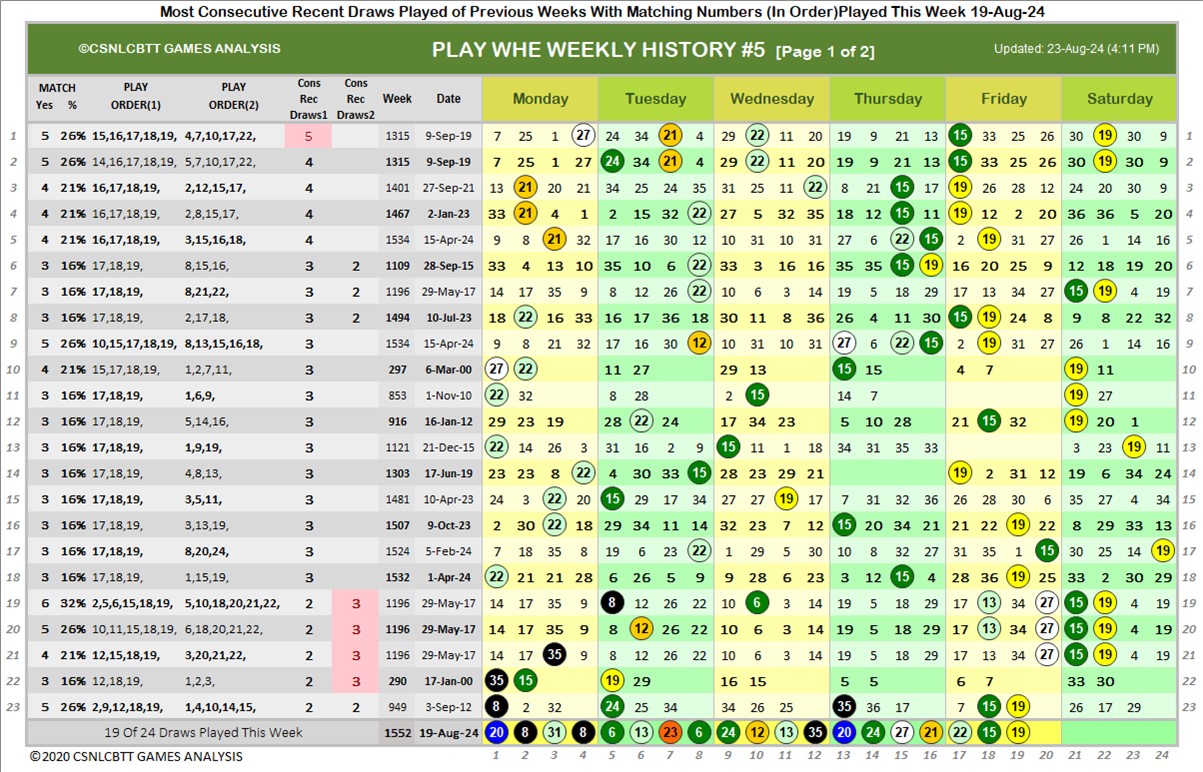 Most Consecutive Recent Draws Played of Previous Weeks With Matching Numbers (In Order)Played This Week 19-Aug-24
©CSNLCBTT GAMES ANALYSIS PLAY WHE WEEKLY HISTORY #5 [Page 1 of 2] Updated: 23-Aug-24 (4:11 PM)
MATCH Yes % PLAY ORDER(1) PLAY ORDER(2) Cons Rec Draws1 Cons Rec Draws2 Week Date Monday Tuesday Wednesday Thursday Friday Saturday
1 5 26% 15,16,17,18,19, 4,7,10,17,22, 5 1315 9-Sep-19 7 25 1 27 24 34 21 4 29 22 11 20 19 9 21 13 15 33 25 26 30 19 30 9 1
2 5 26% 14,16,17,18,19, 5,7,10,17,22, 4 1315 9-Sep-19 7 25 1 27 24 34 21 4 29 22 11 20 19 9 21 13 15 33 25 26 30 19 30 9 2
3 4 21% 16,17,18,19, 2,12,15,17, 4 1401 27-Sep-21 13 21 20 21 34 25 24 35 31 25 11 22 8 21 15 17 19 26 28 12 24 20 30 9 3
4 4 21% 16,17,18,19, 2,8,15,17, 4 1467 2-Jan-23 33 21 4 1 2 15 32 22 27 5 32 35 18 12 15 11 19 12 2 20 36 36 5 20 4
5 4 21% 16,17,18,19, 3,15,16,18, 4 1534 15-Apr-24 9 8 21 32 17 16 30 12 10 31 10 31 27 6 22 15 2 19 31 27 26 1 14 16 5
6 3 16% 17,18,19, 8,15,16, 3 2 1109 28-Sep-15 33 4 13 10 35 10 6 22 33 3 16 16 35 35 15 19 16 20 25 9 12 18 19 20 6
7 3 16% 17,18,19, 8,21,22, 3 2 1196 29-May-17 14 17 35 9 8 12 26 22 10 6 3 14 19 5 18 29 17 13 34 27 15 19 4 19 7
8 3 16% 17,18,19, 2,17,18, 3 2 1494 10-Jul-23 18 22 16 33 16 17 36 18 30 11 8 36 26 4 11 30 15 19 24 8 9 8 22 32 8
9 5 26% 10,15,17,18,19, 8,13,15,16,18, 3 1534 15-Apr-24 9 8 21 32 17 16 30 12 10 31 10 31 27 6 22 15 2 19 31 27 26 1 14 16 9
10 4 21% 15,17,18,19, 1,2,7,11, 3 297 6-Mar-00 27 22 11 27 29 13 15 15 4 7 19 11 10
11 3 16% 17,18,19, 1,6,9, 3 853 1-Nov-10 22 32 8 28 2 15 14 7 19 27 11
12 3 16% 17,18,19, 5,14,16, 3 916 16-Jan-12 29 23 19 28 22 24 17 34 23 5 10 28 21 15 32 19 20 1 12
13 3 16% 17,18,19, 1,9,19, 3 1121 21-Dec-15 22 14 26 3 31 16 2 9 15 11 1 18 34 31 35 33 3 23 19 11 13
14 3 16% 17,18,19, 4,8,13, 3 1303 17-Jun-19 23 23 8 22 4 30 33 15 28 23 29 21 19 2 31 12 19 6 34 24 14
15 3 16% 17,18,19, 3,5,11, 3 1481 10-Apr-23 24 3 22 20 15 29 17 34 27 27 19 17 7 31 32 36 26 28 30 6 35 27 4 34 15
16 3 16% 17,18,19, 3,13,19, 3 1507 9-Oct-23 2 30 22 18 29 34 11 14 32 23 7 12 15 20 34 21 21 22 19 22 8 29 33 13 16
17 3 16% 17,18,19, 8,20,24, 3 1524 5-Feb-24 7 18 35 8 19 6 23 22 1 29 5 30 10 8 32 27 31 35 1 15 30 25 14 19 17
18 3 16% 17,18,19, 1,15,19, 3 1532 1-Apr-24 22 21 21 28 6 26 5 9 9 28 6 23 3 12 15 4 28 36 19 25 33 2 30 29 18
19 6 32% 2,5,6,15,18,19, 5,10,18,20,21,22, 2 3 1196 29-May-17 14 17 35 9 8 12 26 22 10 6 3 14 19 5 18 29 17 13 34 27 15 19 4 19 19
20 5 26% 10,11,15,18,19, 6,18,20,21,22, 2 3 1196 29-May-17 14 17 35 9 8 12 26 22 10 6 3 14 19 5 18 29 17 13 34 27 15 19 4 19 20
21 4 21% 12,15,18,19, 3,20,21,22, 2 3 1196 29-May-17 14 17 35 9 8 12 26 22 10 6 3 14 19 5 18 29 17 13 34 27 15 19 4 19 21
22 3 16% 12,18,19, 1,2,3, 2 3 290 17-Jan-00 35 15 19 29 16 15 5 5 6 7 33 30 22
23 5 26% 2,9,12,18,19, 1,4,10,14,15, 2 2 949 3-Sep-12 8 2 32 24 25 34 34 26 25 35 36 17 7 15 19 26 17 29 23
19 Of 24 Draws Played This Week 1552 19-Aug-24 20 8 31 8 6 13 23 6 24 12 13 35 20 24 27 21 22 15 19
©2020 CSNLCBTT GAMES ANALYSIS 1 2 3 4 5 6 7 8 9 10 11 12 13 14 15 16 17 18 19 20 21 22 23 24